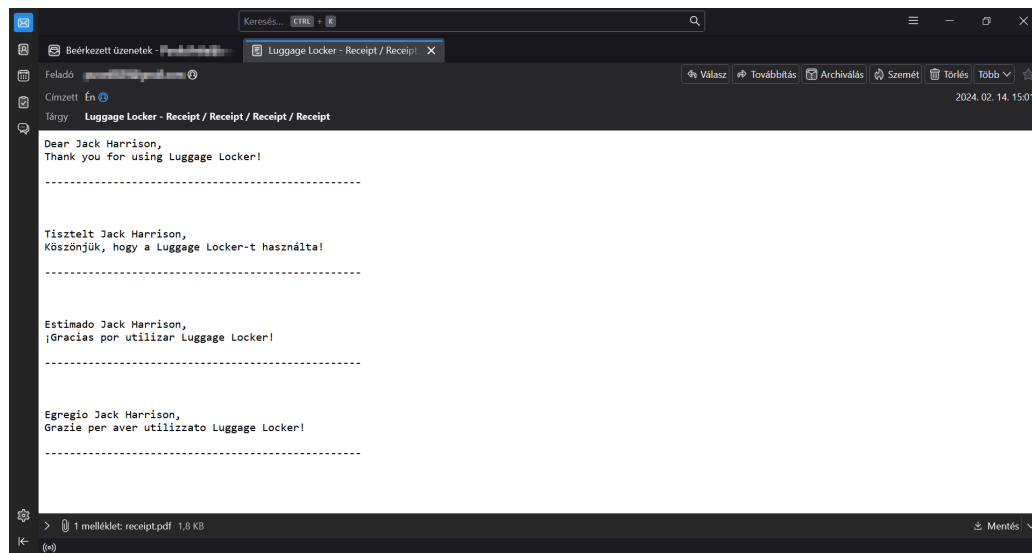 Keresés... CTRL + K
Beérkezett üzenetek -
Luggage Locker - Receipt / Receipt
Feladó
Válasz Továbbítás Archiválás Szemét Törlés Több
Címzett Én
2024. 02. 14. 15:01
Tárgy Luggage Locker - Receipt / Receipt / Receipt / Receipt
Dear Jack Harrison,
Thank you for using Luggage Locker!
--------------------------------------------------
Tisztelt Jack Harrison,
Köszönjük, hogy a Luggage Locker-t használta!
--------------------------------------------------
Estimado Jack Harrison,
¡Gracias por utilizar Luggage Locker!
--------------------------------------------------
Egregio Jack Harrison,
Grazie per aver utilizzato Luggage Locker!
--------------------------------------------------
1 melléklet: receipt.pdf 1,8 KB
Mentés